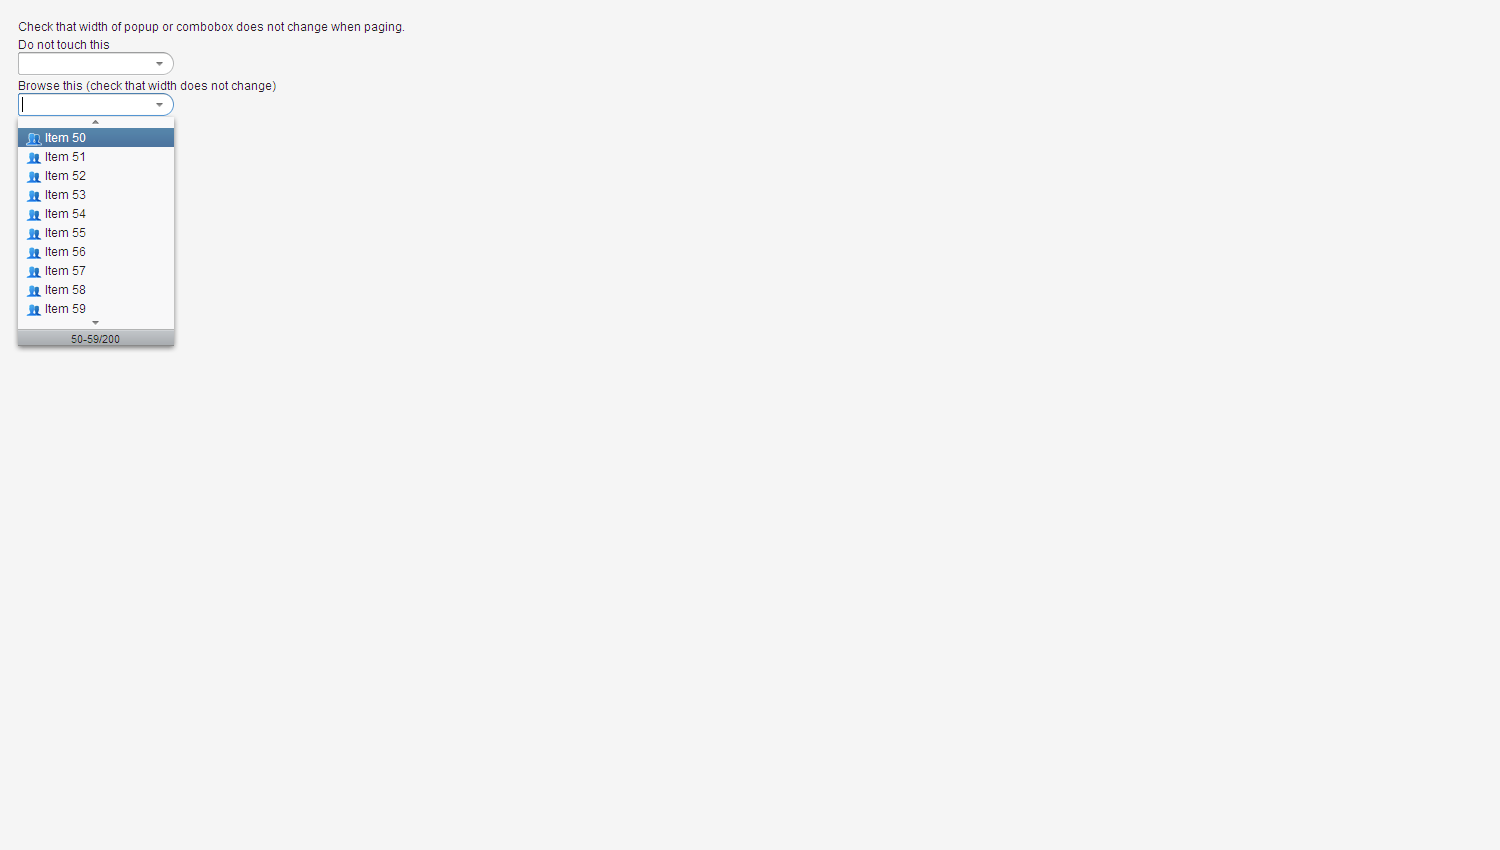 Check that width of popup or combobox does not change when paging.
Do not touch this
Browse this (check that width does not change)
Item 50
Item 51
Item 52
Item 53
Item 54
Item 55
Item 56
Item 57
Item 58
Item 59
50-59/200